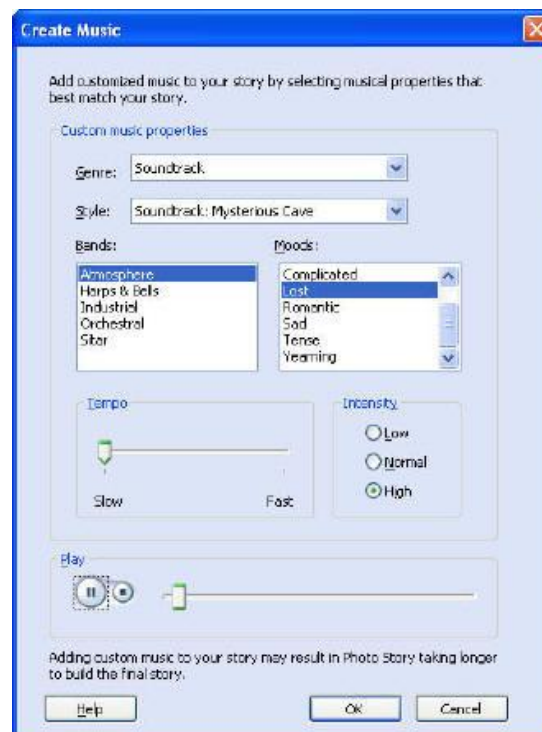 Create Music
Add customized music to your story by selecting musical properties that
best match your story.
Custom music properties
Genre: Soundtrack
Style: Soundtrack: Mysterious Cave
Bands:
Atmosphere
Harps & Bells
Industrial
Orchestral
Sitar
Moods:
Complicated
Lost
Romantic
Sad
Tense
Yearning
Tempo
Slow Fast
Intensity
Low
Normal
High
Play
Adding custom music to your story may result in Photo Story taking longer
to build the final story.
Help OK Cancel